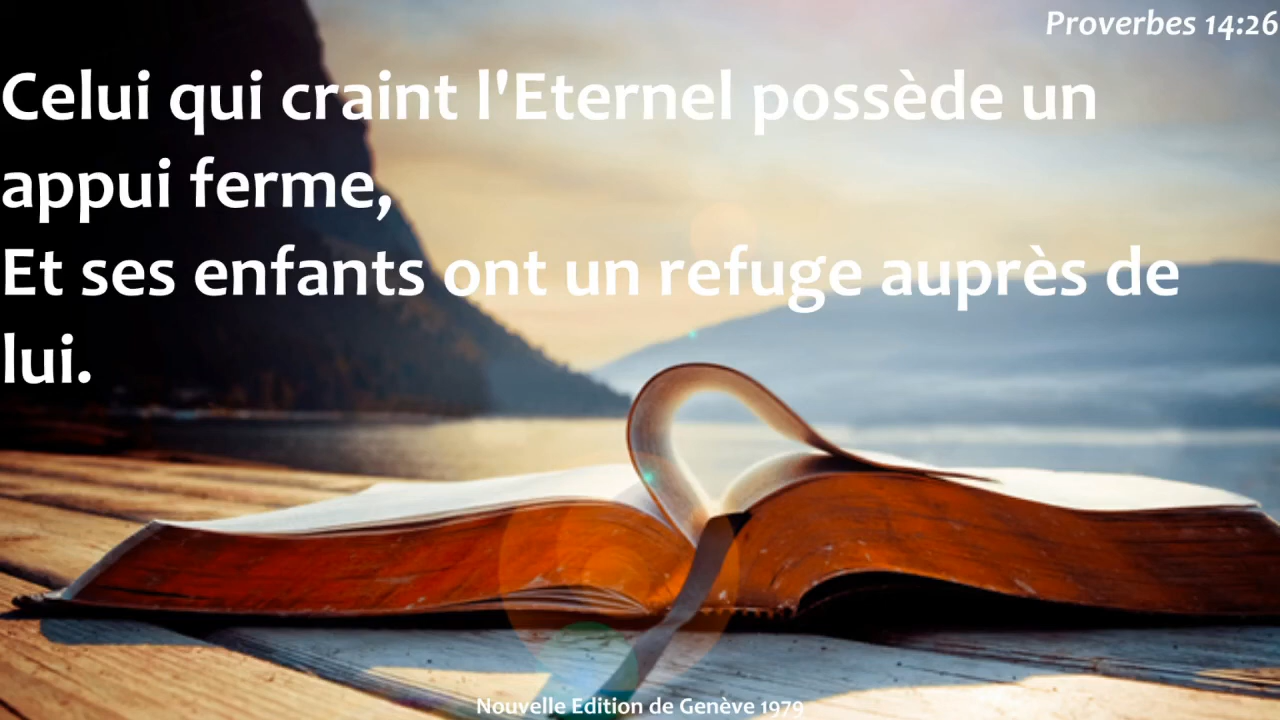 Proverbes 14:26
Celui qui craint l'Eternel possède un
appui ferme,
Et ses enfants ont un refuge auprès de
lui.
Nouvelle Edition de Genève 1979